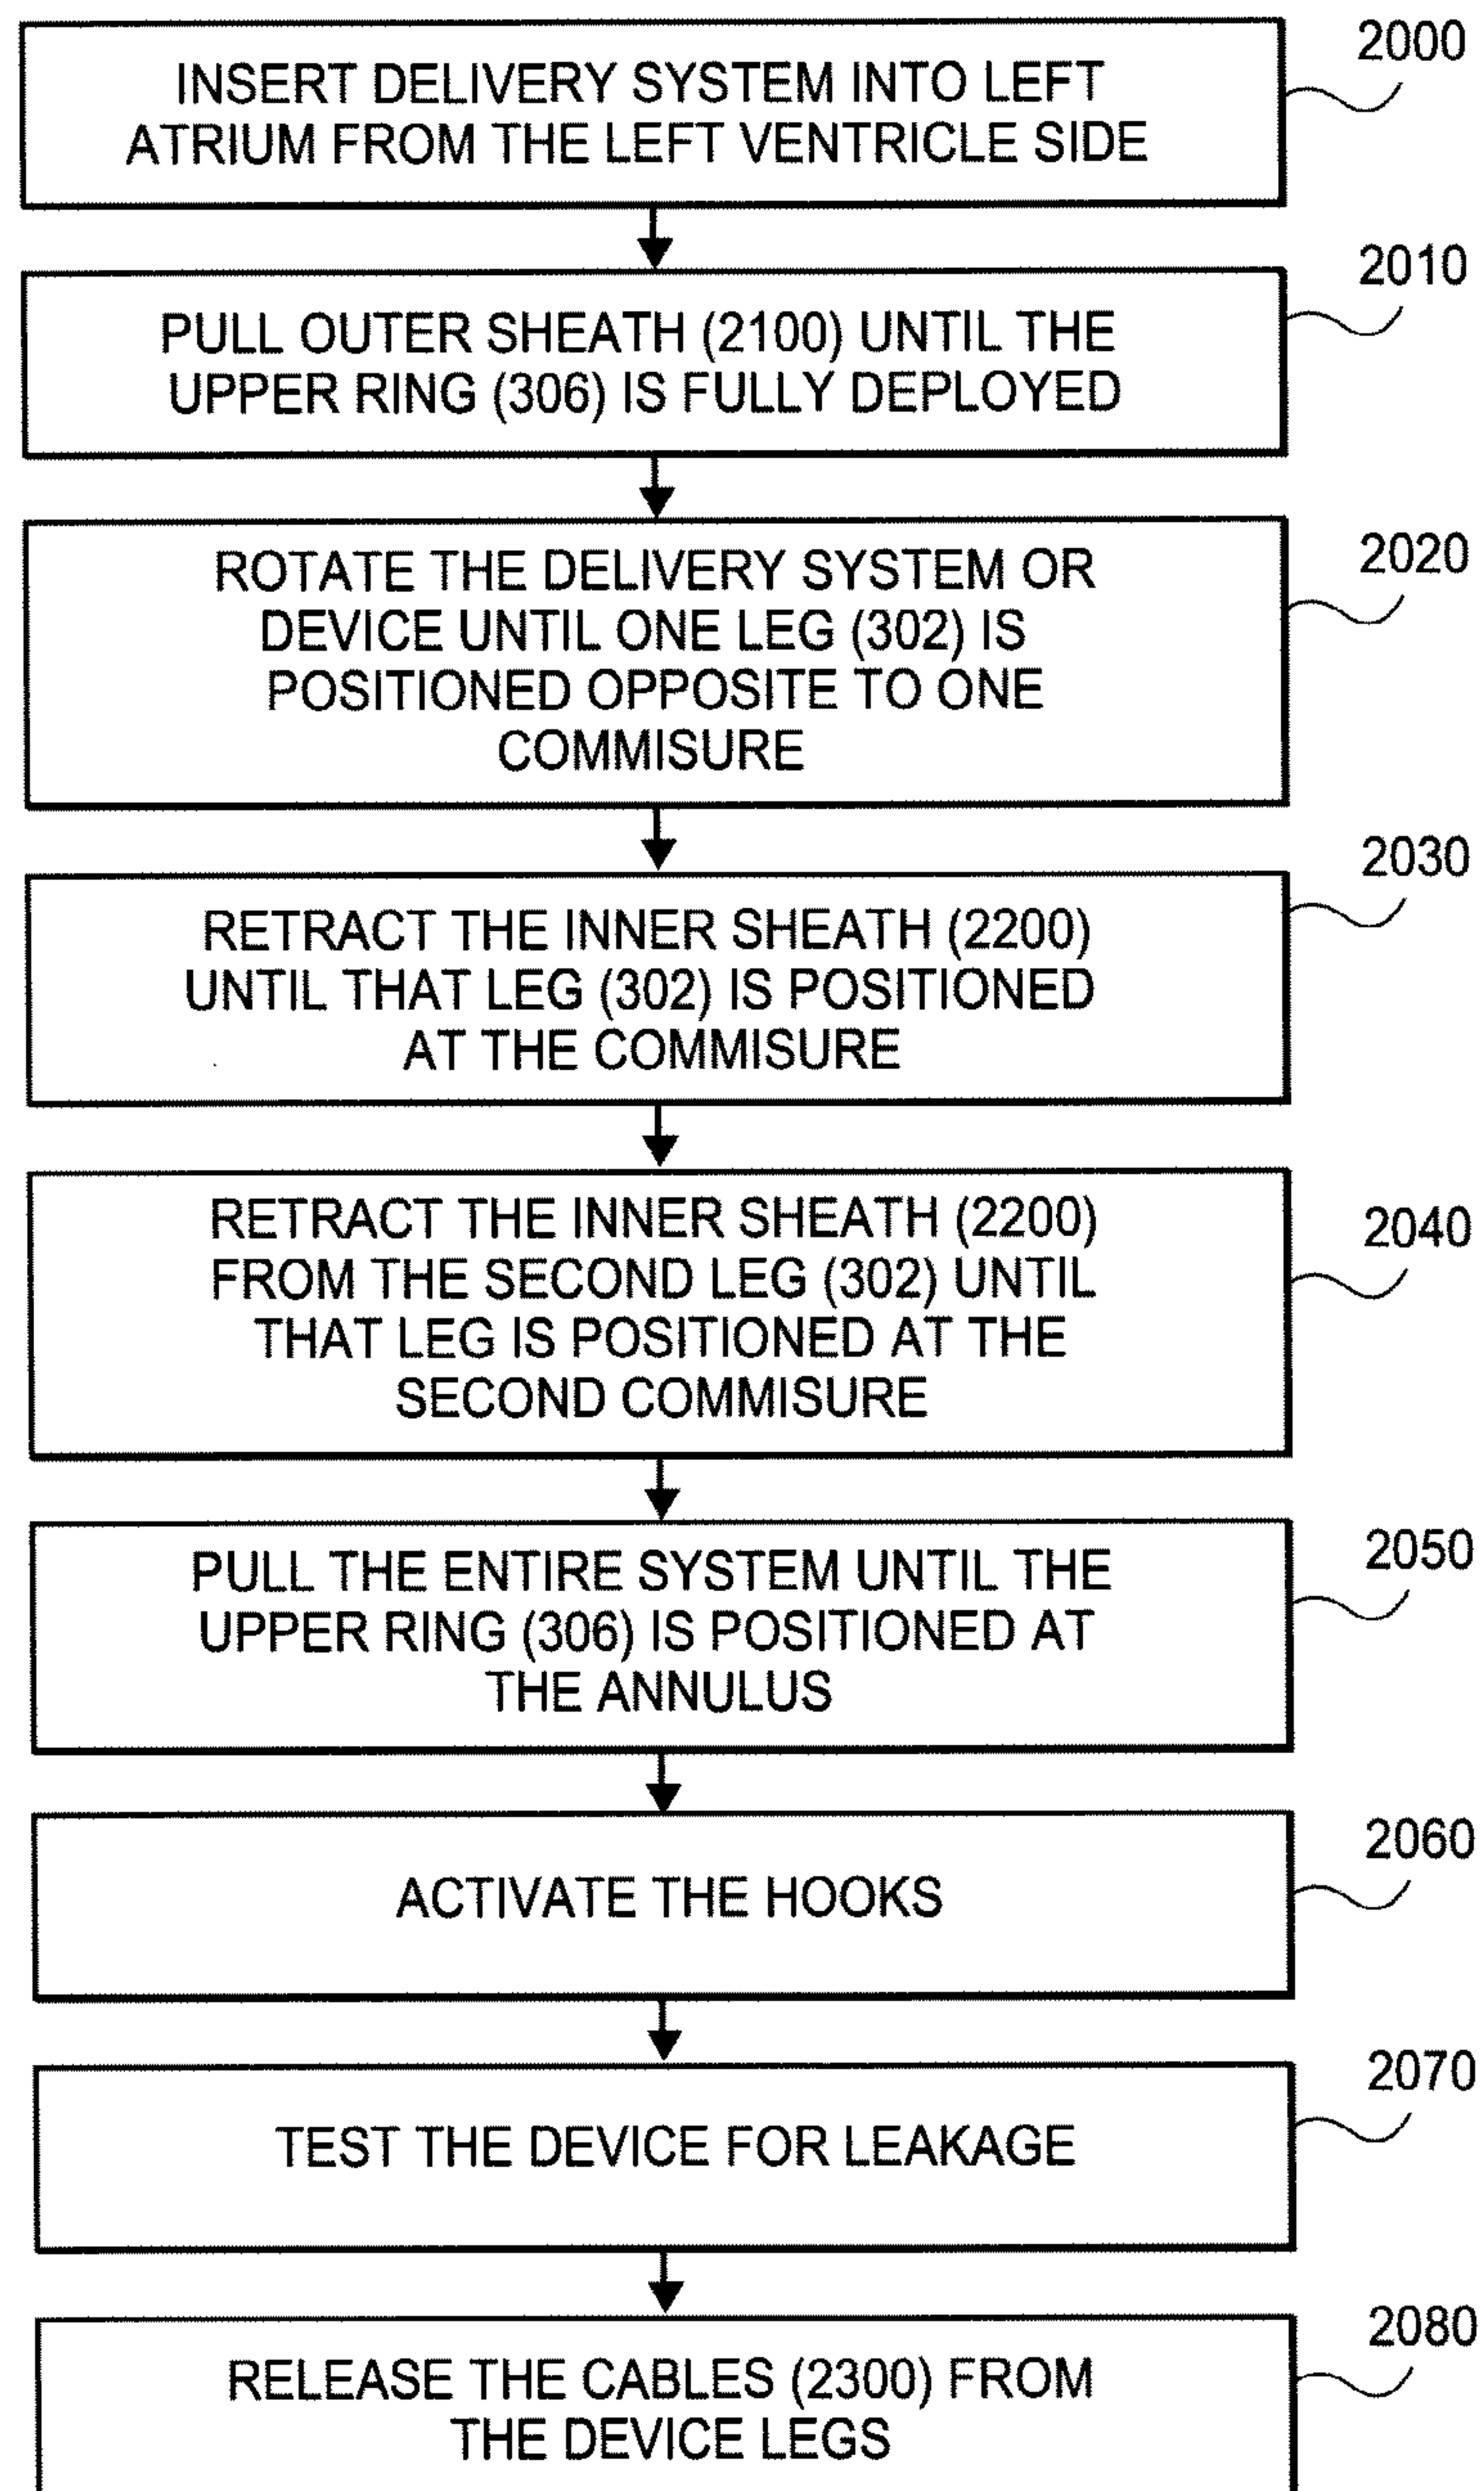 2000
INSERT DELIVERY SYSTEM INTO LEFT
ATRIUM FROM THE LEFT VENTRICLE SIDE
2010
PULL OUTER SHEATH (2100) UNTIL THE
UPPER RING (306) IS FULLY DEPLOYED
2020
ROTATE THE DELIVERY SYSTEM OR
DEVICE UNTIL ONE LEG (302) IS
POSITIONED OPPOSITE TO ONE
COMMISURE
2030
RETRACT THE INNER SHEATH (2200)
UNTIL THAT LEG (302) IS POSITIONED
AT THE COMMISURE
2040
RETRACT THE INNER SHEATH (2200)
FROM THE SECOND LEG (302) UNTIL
THAT LEG IS POSITIONED AT THE
SECOND COMMISURE
2050
PULL THE ENTIRE SYSTEM UNTIL THE
UPPER RING (306) IS POSITIONED AT
THE ANNULUS
2060
ACTIVATE THE HOOKS
2070
TEST THE DEVICE FOR LEAKAGE
2080
RELEASE THE CABLES (2300) FROM
THE DEVICE LEGS